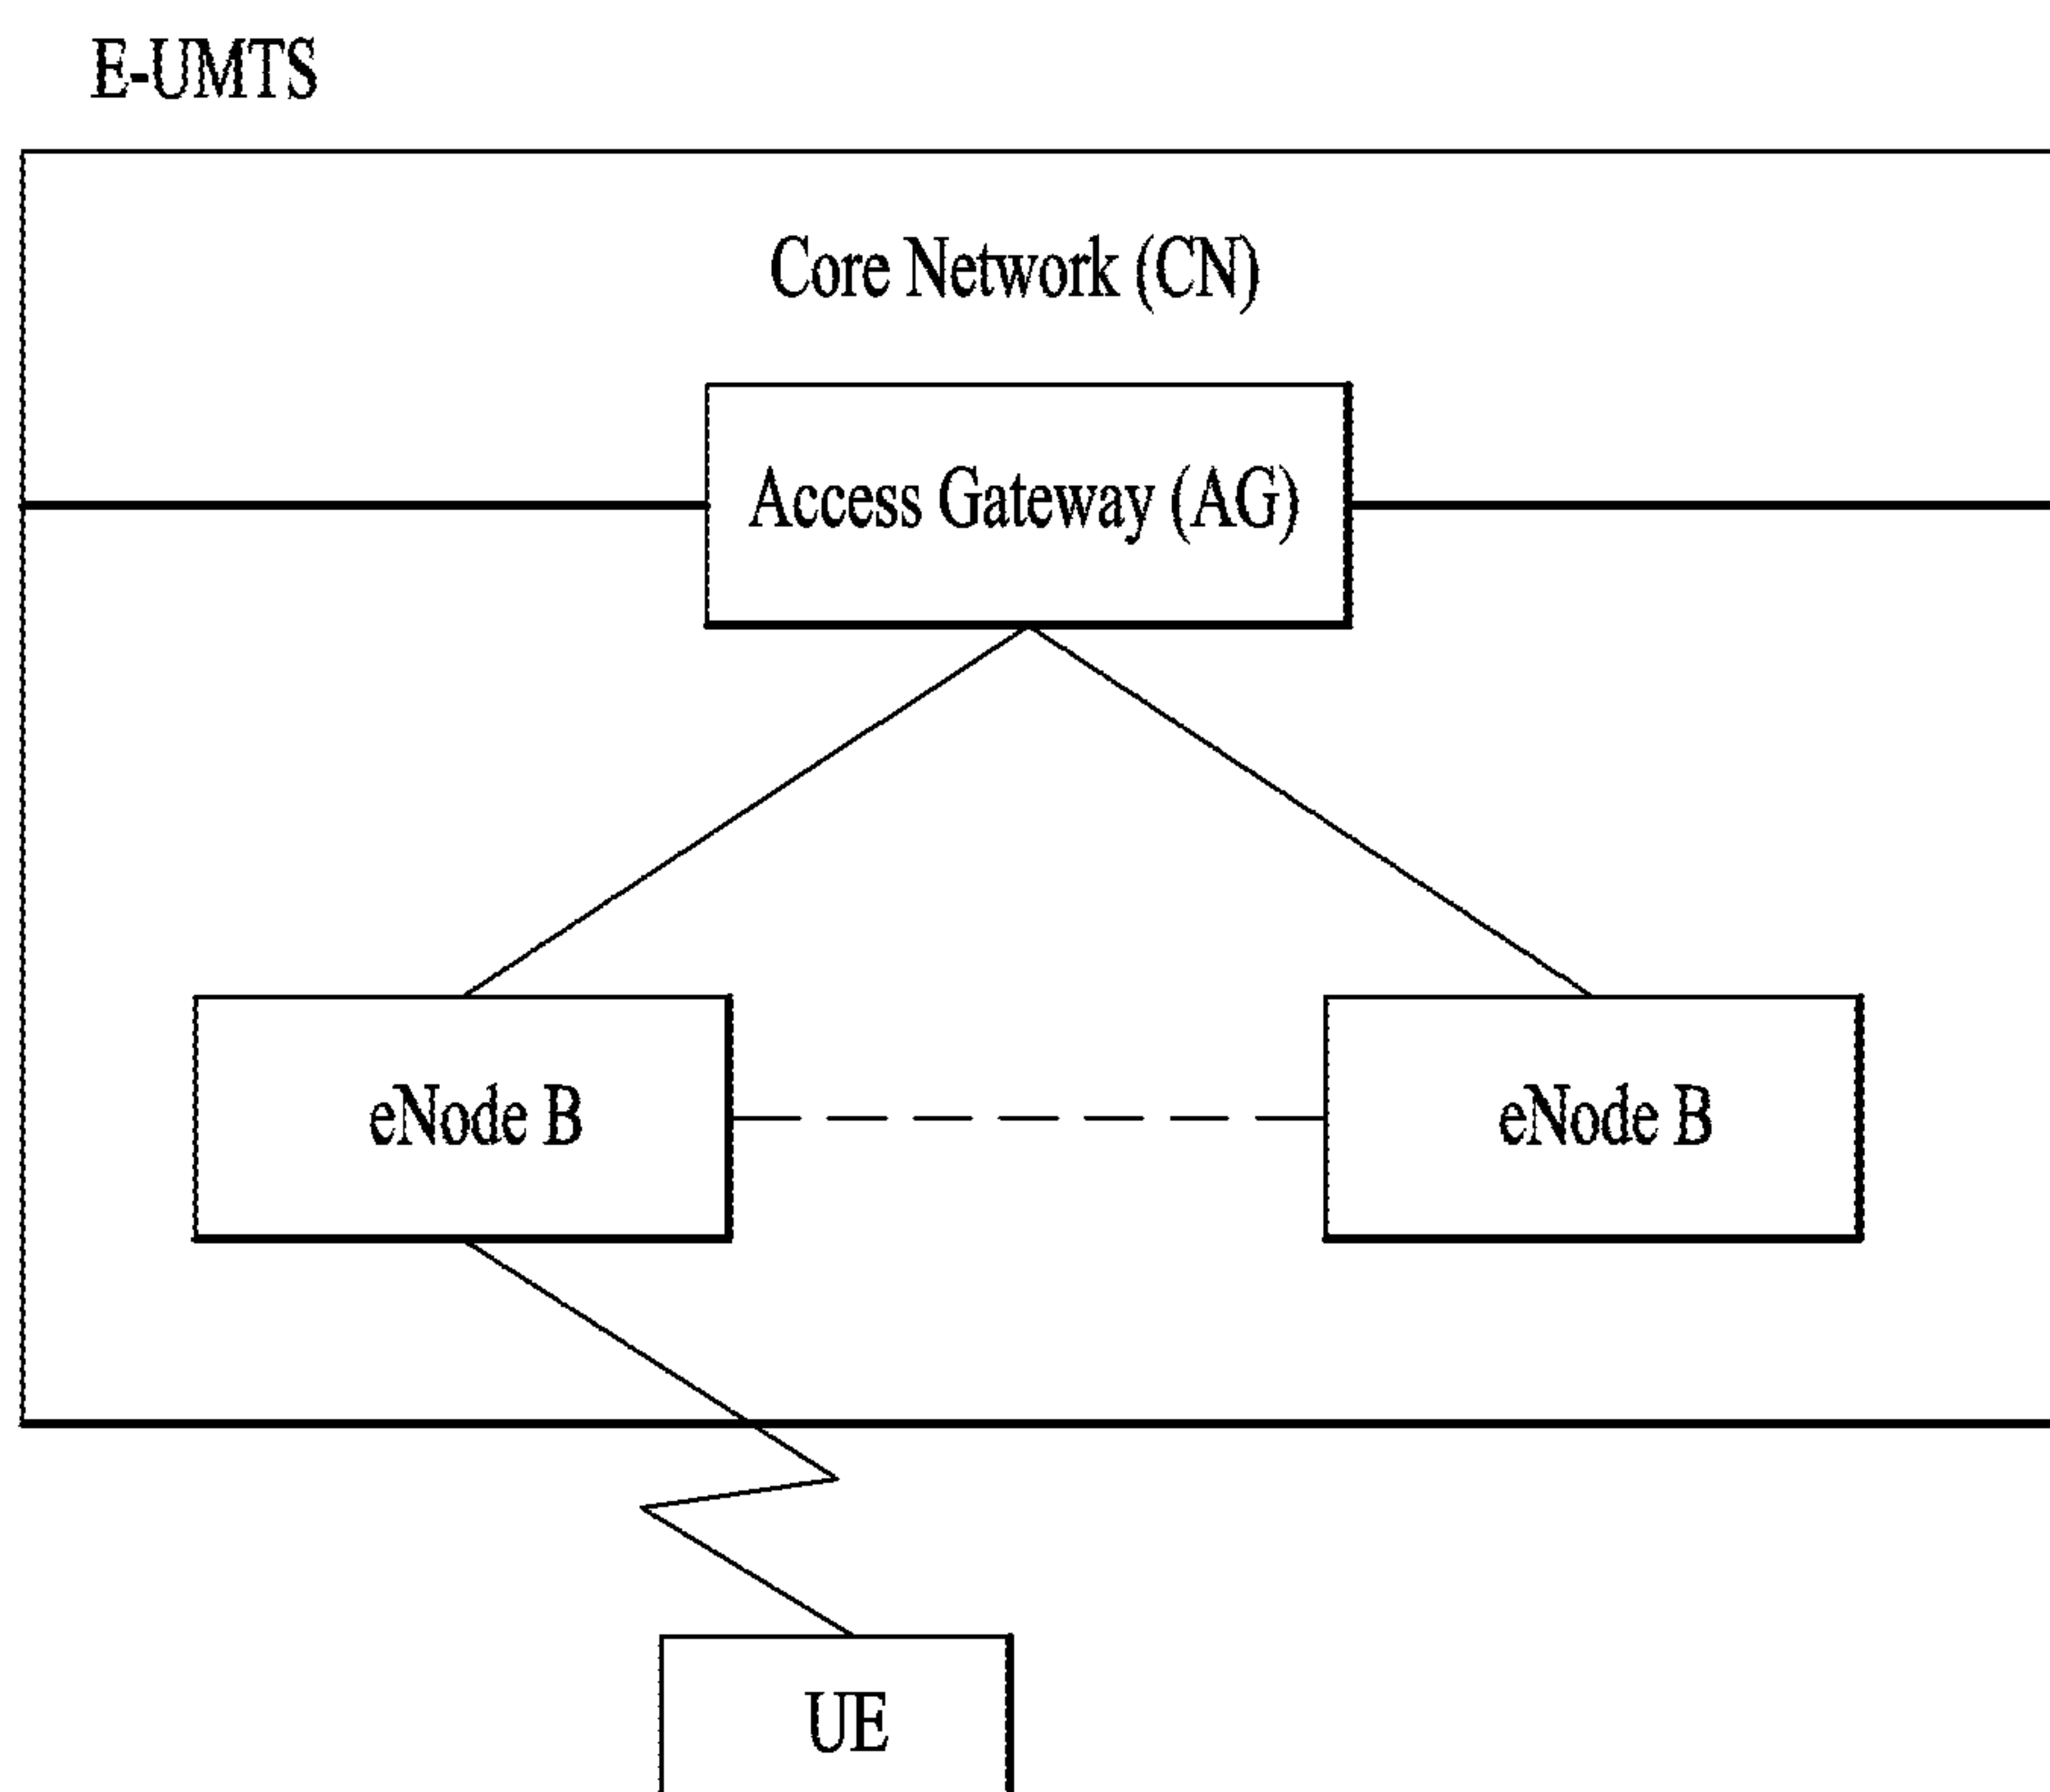 E-UMTS
Core Network (CN)
Access Gateway (AG)
eNode B
eNode B
UE